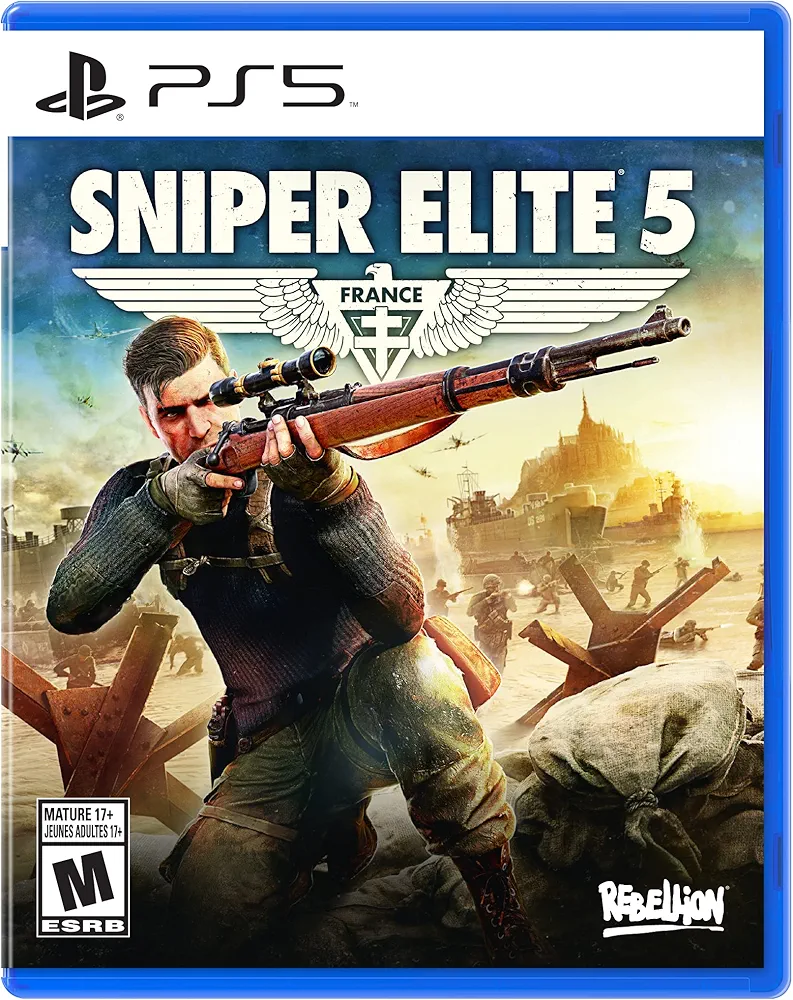 PS5
SNIPER ELITE 5
FRANCE
MATURE 17+
JEUNES ADULTES 17+
M
ESRB
REBELLION